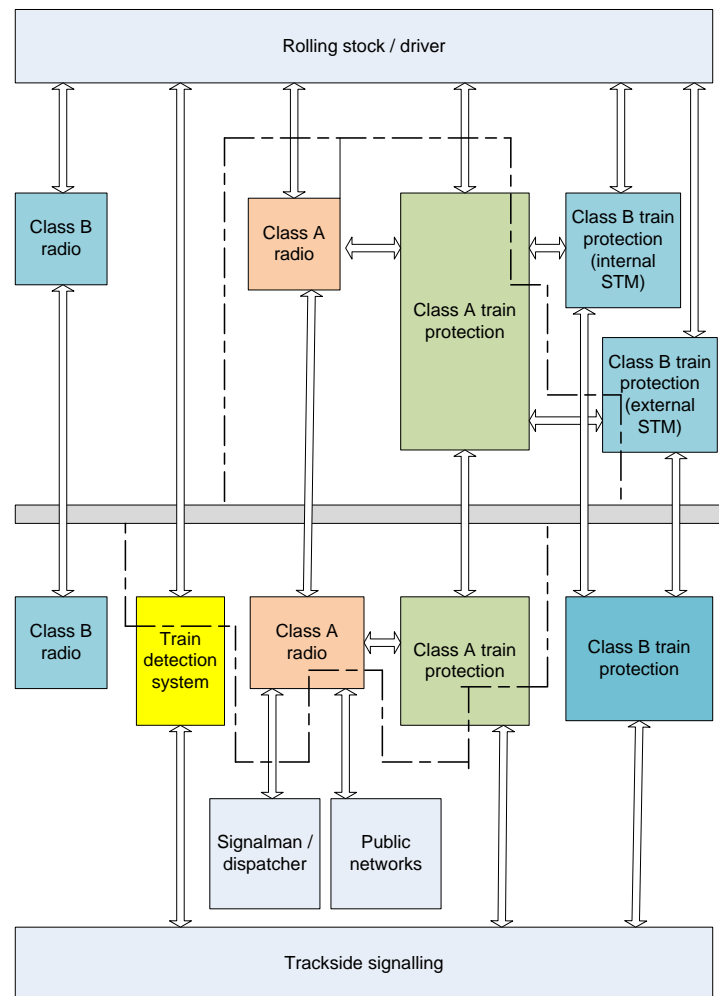 Rolling stock / driver
Class B
radio
Class A
radio
Class A train
protection
Class B train
protection
(internal
STM)
Class B train
protection
(external
STM)
Class B
radio
Train
detection
system
Class A
radio
Class A train
protection
Class B train
protection
Signalman /
dispatcher
Public
networks
Trackside signalling